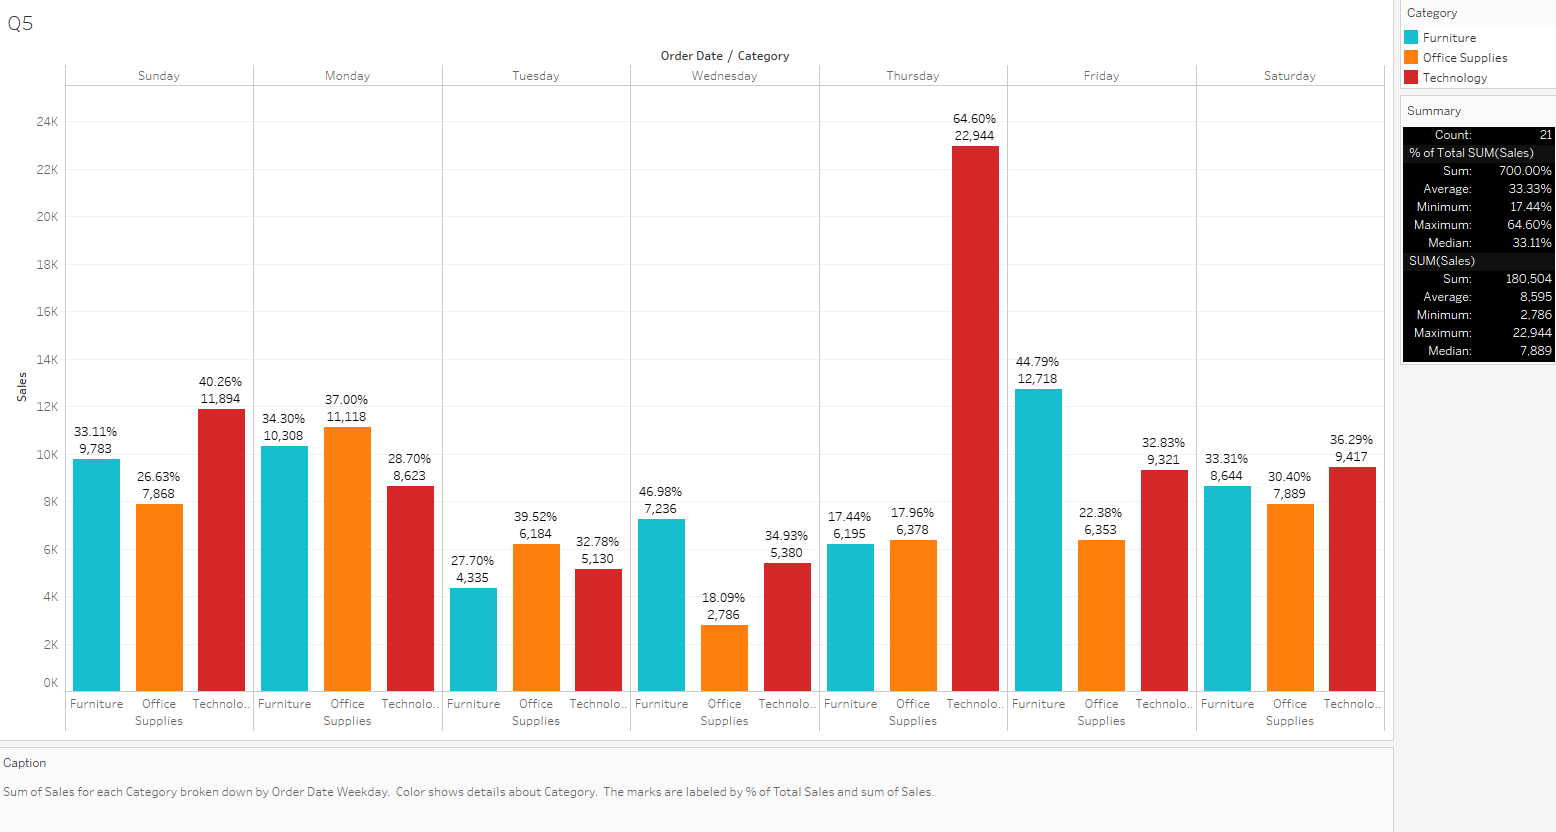 Q5
Order Date / Category
Sunday Monday Tuesday Wednesday Thursday Friday Saturday
Sales
24K
22K
20K
18K
16K
14K
12K
10K
8K
6K
4K
2K
0K
33.11%
9,783
26.63%
7,868
40.26%
11,894
34.30%
10,308
37.00%
11,118
28.70%
8,623
27.70%
4,335
39.52%
6,184
32.78%
5,130
46.98%
7,236
18.09%
2,786
34.93%
5,380
17.44%
6,195
17.96%
6,378
64.60%
22,944
44.79%
12,718
22.38%
6,353
32.83%
9,321
33.31%
8,644
30.40%
7,889
36.29%
9,417
Furniture Office Technolo.. Furniture Office Technolo.. Furniture Office Technolo.. Furniture Office Technolo.. Furniture Office Technolo.. Furniture Office Technolo.. Furniture Office Technolo..
Supplies Supplies Supplies Supplies Supplies Supplies Supplies
Category
Furniture
Office Supplies
Technology
Summary
Count: 21
% of Total SUM(Sales)
Sum: 700.00%
Average: 33.33%
Minimum: 17.44%
Maximum: 64.60%
Median: 33.11%
SUM(Sales)
Sum: 180,504
Average: 8,595
Minimum: 2,786
Maximum: 22,944
Median: 7,889
Caption
Sum of Sales for each Category broken down by Order Date Weekday.  Color shows details about Category.  The marks are labeled by % of Total Sales and sum of Sales.